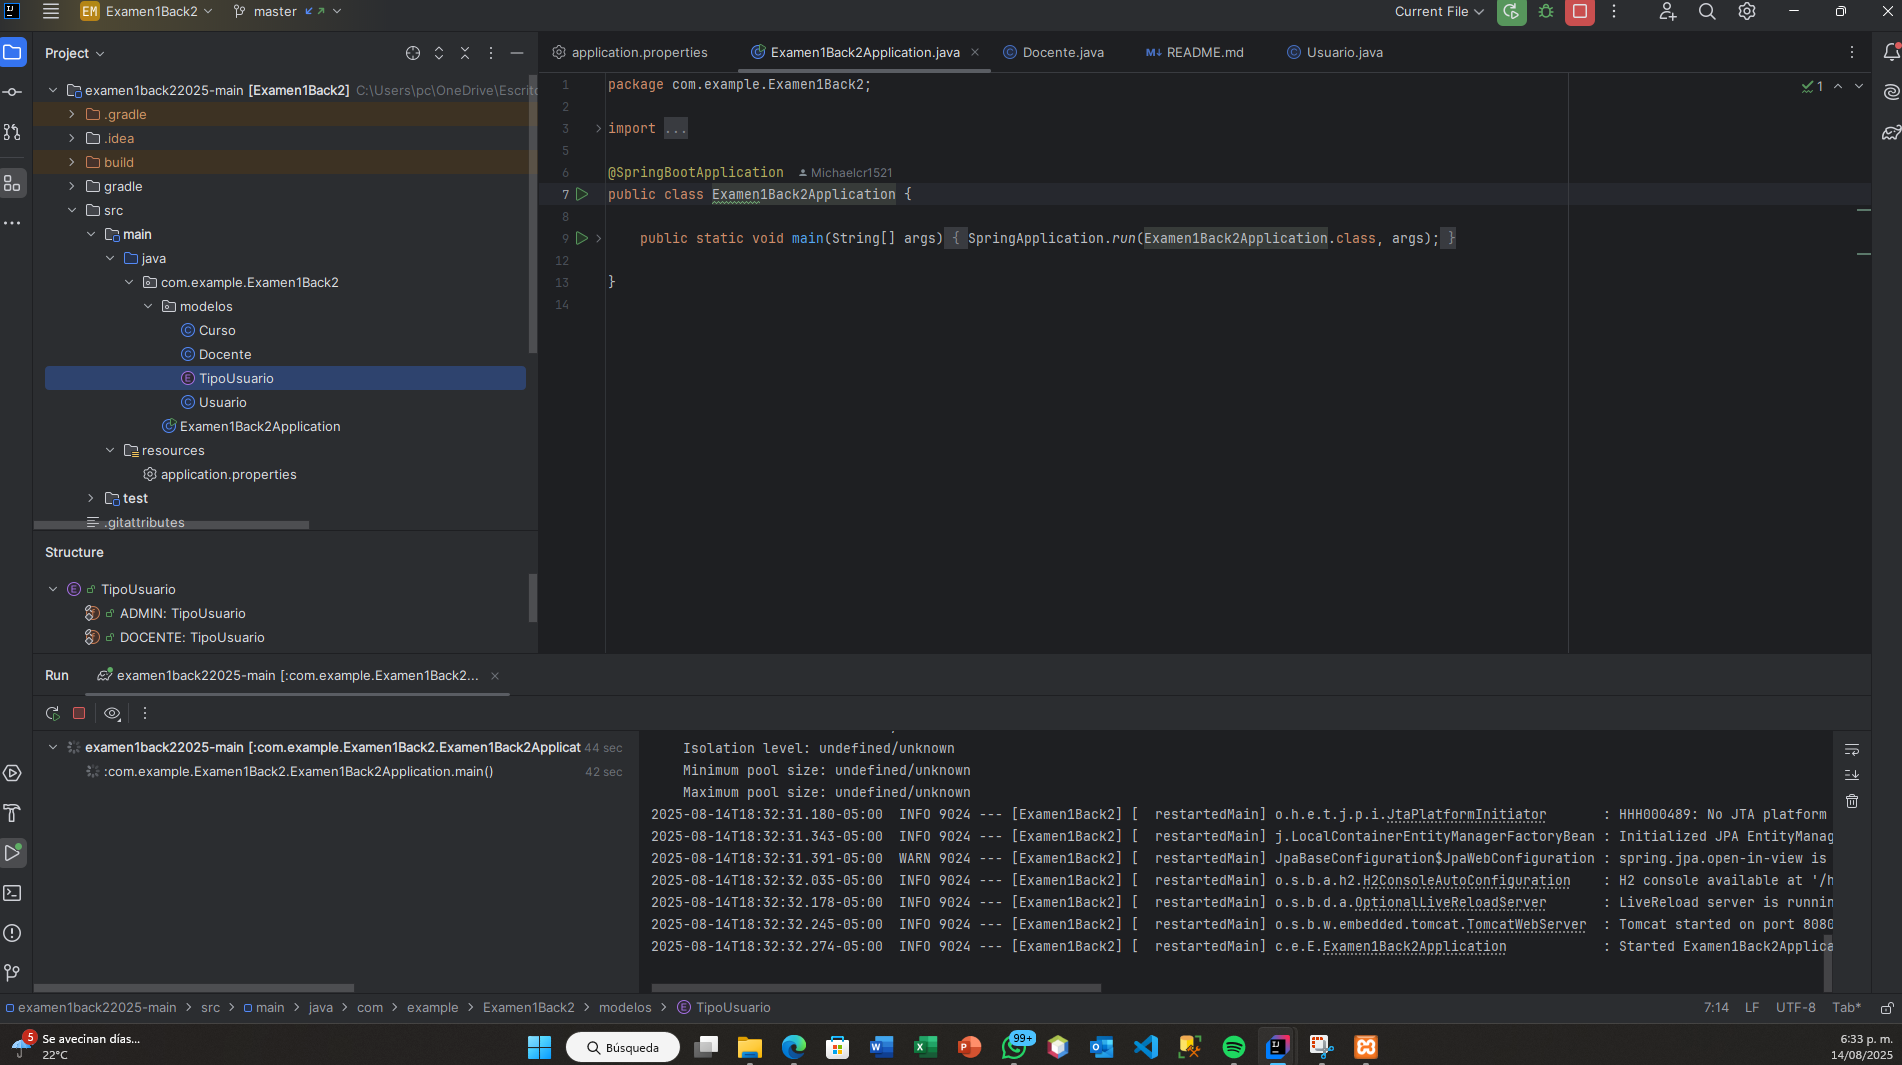 EM Examen1Back2
master
Current File
Project
examen1back22025-main [Examen1Back2] C:\Users\pc\OneDrive\Escrito
.gradle
.idea
build
gradle
src
main
java
com.example.Examen1Back2
modelos
Curso
Docente
TipoUsuario
Usuario
Examen1Back2Application
resources
application.properties
test
.gitattributes
Structure
TipoUsuario
ADMIN: TipoUsuario
DOCENTE: TipoUsuario
application.properties
Examen1Back2Application.java
Docente.java
M↓ README.md
Usuario.java
1 package com.example.Examen1Back2;
2
3 import ...
5
6 @SpringBootApplication Michaelcr1521
7 public class Examen1Back2Application {
8
9 public static void main(String[] args) { SpringApplication.run(Examen1Back2Application.class, args); }
12
13 }
14
1
Run
examen1back22025-main [:com.example.Examen1Back2...
examen1back22025-main [:com.example.Examen1Back2.Examen1Back2Applicat 44 sec
:com.example.Examen1Back2.Examen1Back2Application.main() 42 sec
Isolation level: undefined/unknown
Minimum pool size: undefined/unknown
Maximum pool size: undefined/unknown
2025-08-14T18:32:31.180-05:00 INFO 9024 --- [Examen1Back2] [ restartedMain] o.h.e.t.j.p.i.JtaPlatformInitiator : HHH000489: No JTA platform
2025-08-14T18:32:31.343-05:00 INFO 9024 --- [Examen1Back2] [ restartedMain] j.LocalContainerEntityManagerFactoryBean : Initialized JPA EntityManag
2025-08-14T18:32:31.391-05:00 WARN 9024 --- [Examen1Back2] [ restartedMain] JpaBaseConfiguration$JpaWebConfiguration : spring.jpa.open-in-view is
2025-08-14T18:32:32.035-05:00 INFO 9024 --- [Examen1Back2] [ restartedMain] o.s.b.a.h2.H2ConsoleAutoConfiguration : H2 console available at '/h
2025-08-14T18:32:32.178-05:00 INFO 9024 --- [Examen1Back2] [ restartedMain] o.s.b.d.a.OptionalLiveReloadServer : LiveReload server is runnin
2025-08-14T18:32:32.245-05:00 INFO 9024 --- [Examen1Back2] [ restartedMain] o.s.b.w.embedded.tomcat.TomcatWebServer : Tomcat started on port 8080
2025-08-14T18:32:32.274-05:00 INFO 9024 --- [Examen1Back2] [ restartedMain] c.e.E.Examen1Back2Application : Started Examen1Back2Applica
examen1back22025-main > src > main > java > com > example > Examen1Back2 > modelos > TipoUsuario
7:14 LF UTF-8 Tab*
5
Se avecinan días...
22°C
Búsqueda
99+
6:33 p. m.
14/08/2025